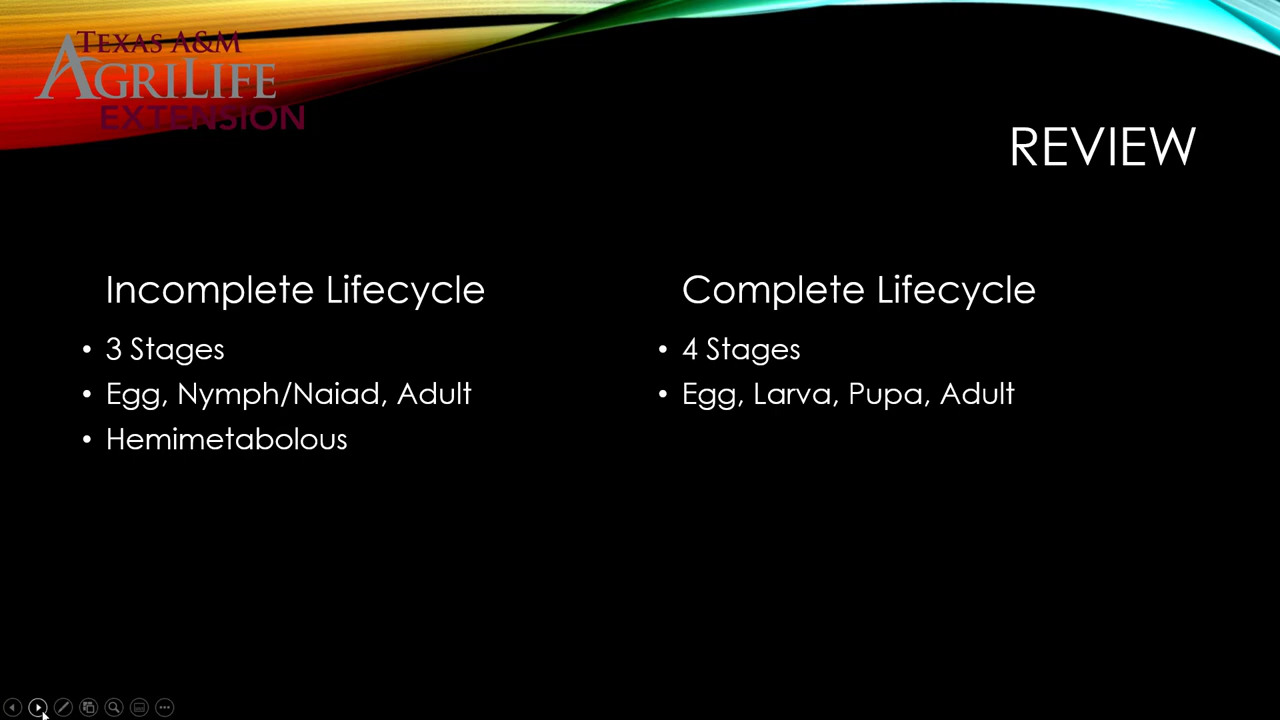 TEXAS A&M
AGRILIFE
EXTENSION
REVIEW
Incomplete Lifecycle
• 3 Stages
• Egg, Nymph/Naiad, Adult
• Hemimetabolous
Complete Lifecycle
• 4 Stages
• Egg, Larva, Pupa, Adult